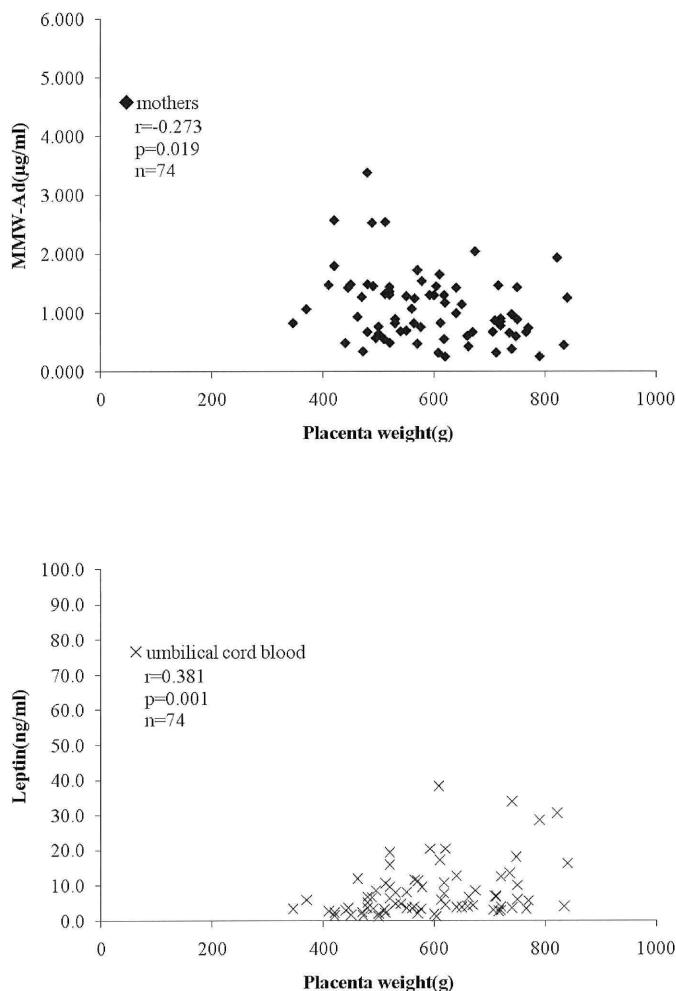 6.000
5.000
◆ mothers
4.000
r=-0.273
p=0.019
n=74
3.000
2.000
1.000
0.000
MMW-Ad(μg/ml)
0 200 400 600 800 1000
Placenta weight(g)
100.0
90.0
80.0
× umbilical cord blood
70.0
r=0.381
p=0.001
60.0
n=74
50.0
40.0
30.0
20.0
10.0
0.0
Leptin(ng/ml)
0 200 400 600 800 1000
Placenta weight(g)